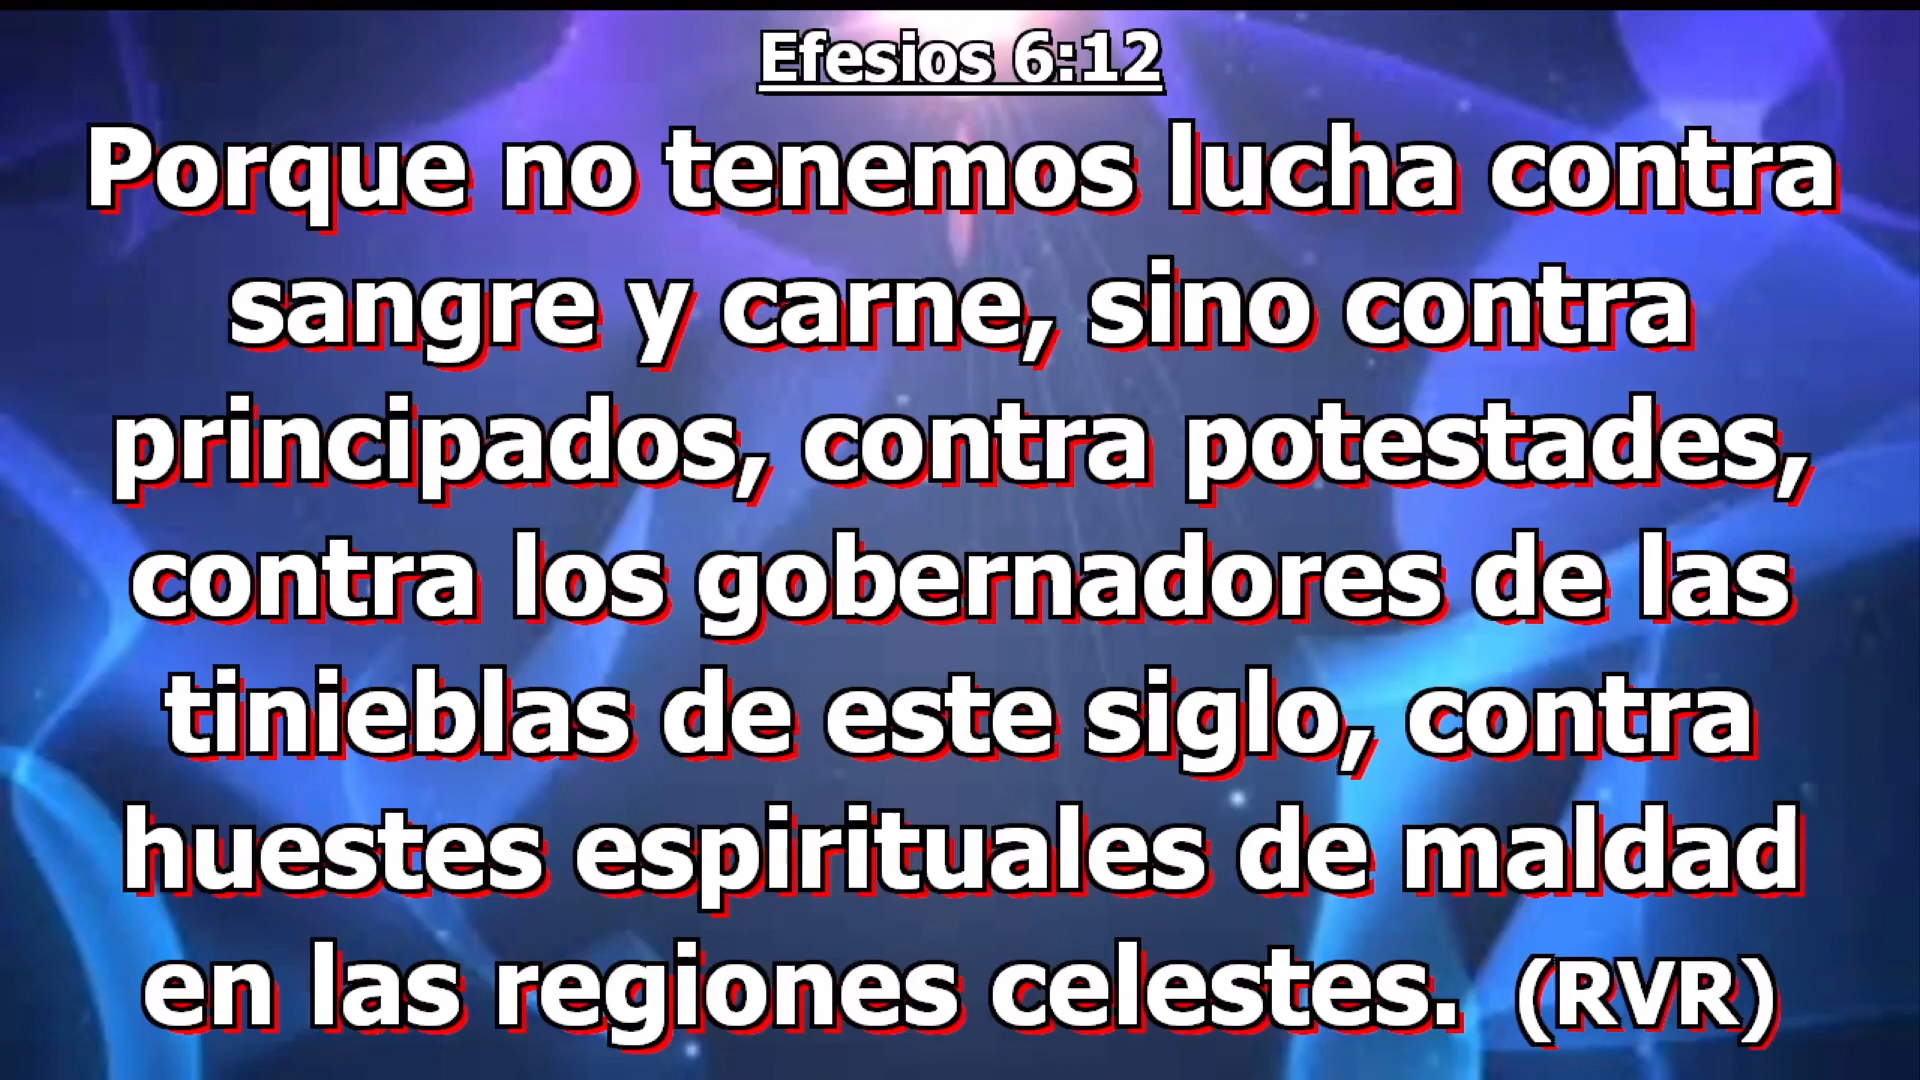 Efesios 6:12
Porque no tenemos lucha contra
sangre y carne, sino contra
principados, contra potestades,
contra los gobernadores de las
tinieblas de este siglo, contra
huestes espirituales de maldad
en las regiones celestes. (RVR)